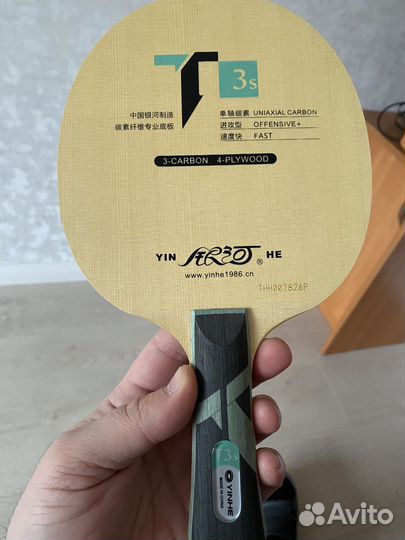 T 3s
中国银河制造
碳素纤维专业底板
单轴碳素 UNIAXIAL CARBON
进攻型 OFFENSIVE+
速度快 FAST
3-CARBON 4-PLYWOOD
YIN 银河® HE
www.yinhe1986.cn
THH007826P
T3s
YINHE
MADE IN CHINA
Avito